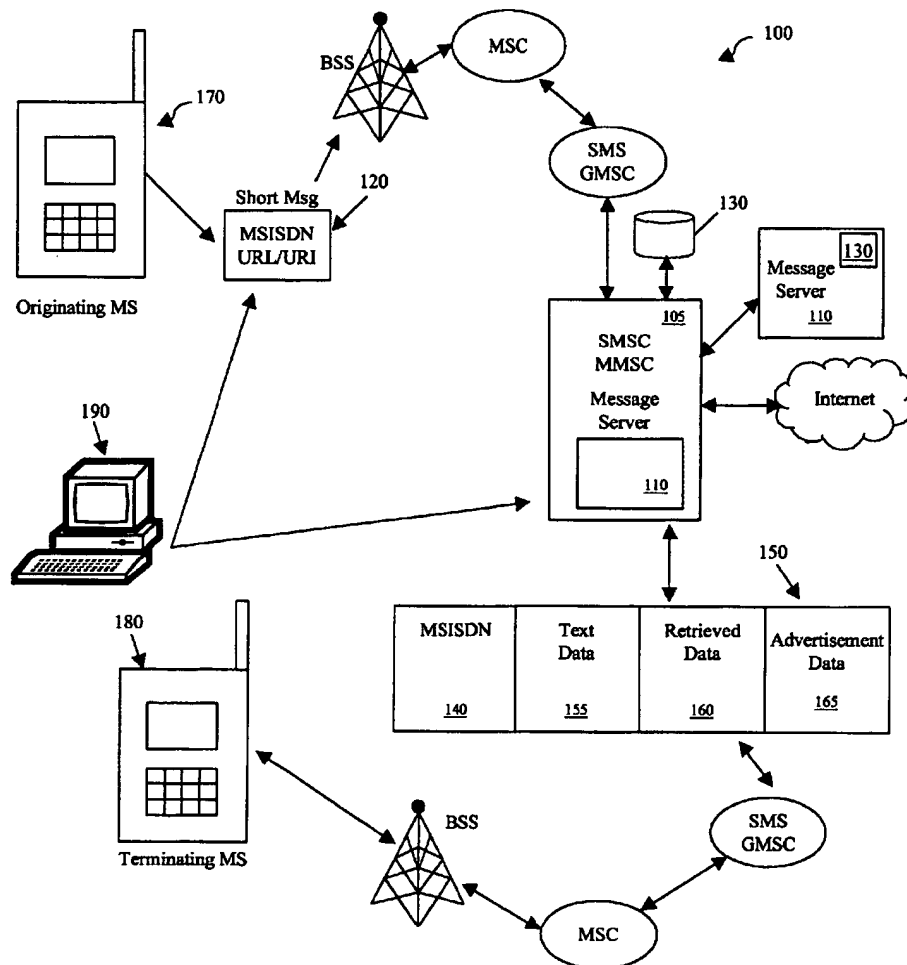 100
MSC
BSS
170
SMS
GMSC
Short Msg
120
MSISDN
URL/URI
130
Originating MS
130
Message
Server
110
105
SMSC
MMSC
Message
Server
110
Internet
190
150
180
MSISDN
140
Text
Data
155
Retrieved
Data
160
Advertisement
Data
165
Terminating MS
BSS
SMS
GMSC
MSC